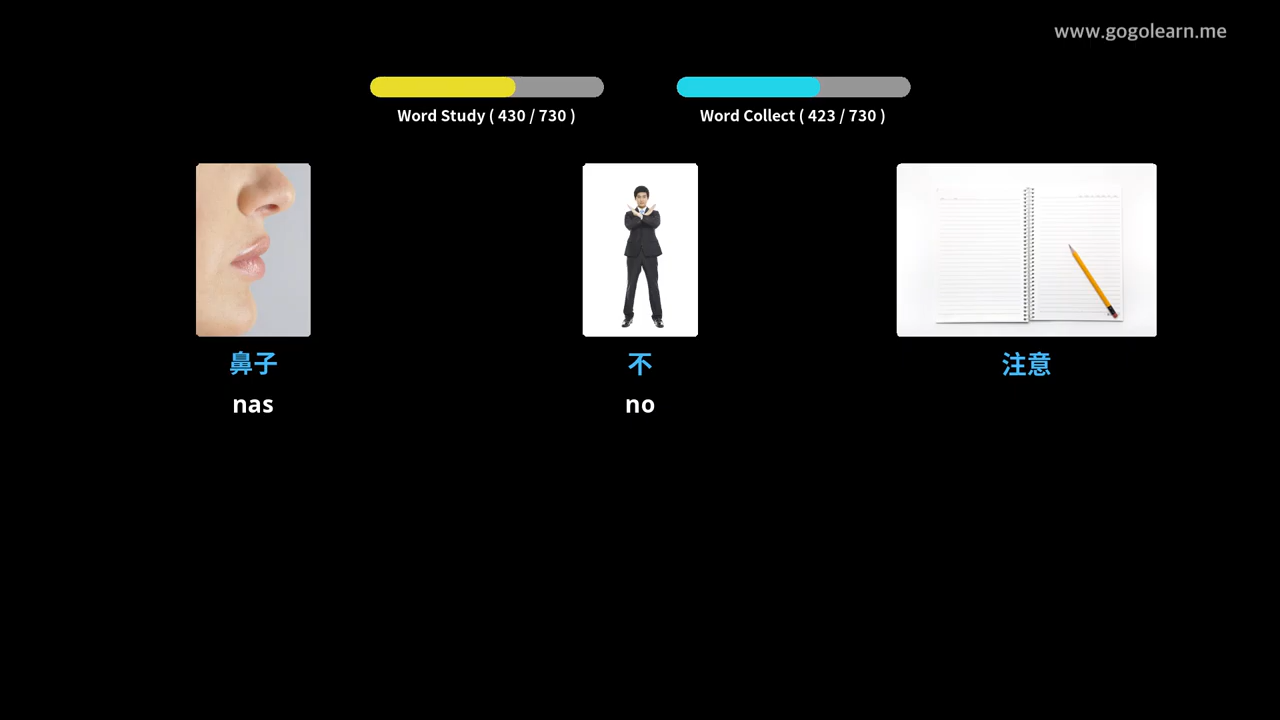 www.gogolearn.me
Word Study ( 430 / 730 )
Word Collect ( 423 / 730 )
鼻子
nas
不
no
注意